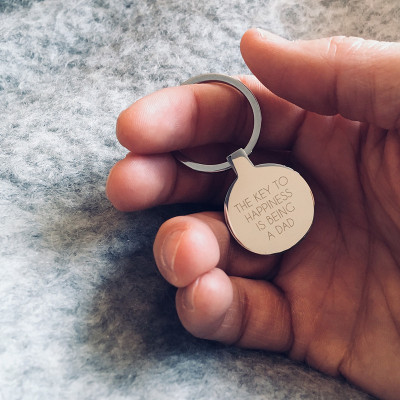 THE KEY TO
HAPPINESS
IS BEING
A DAD